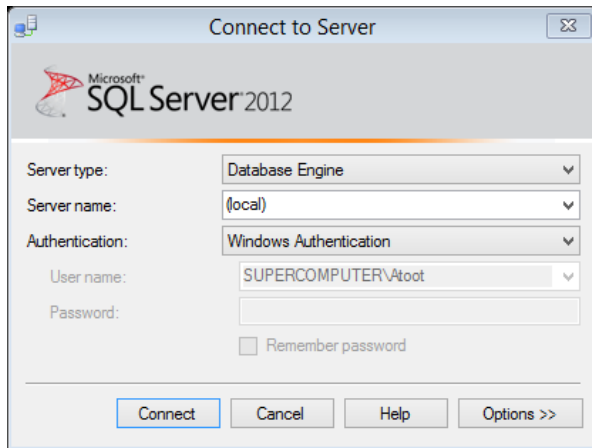 Connect to Server
Microsoft®
SQL Server® 2012
Server type: Database Engine
Server name: (local)
Authentication: Windows Authentication
User name: SUPERCOMPUTER\Atoot
Password:
Remember password
Connect Cancel Help Options >>